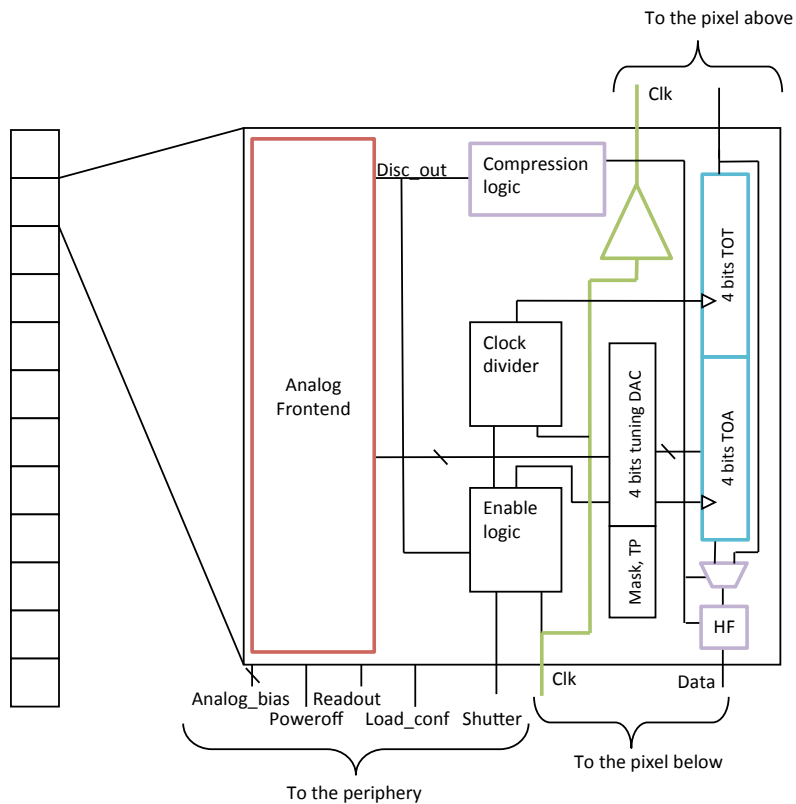 To the pixel above
Clk
Disc_out
Compression
logic
4 bits TOT
Clock
divider
Analog
Frontend
4 bits tuning DAC
4 bits TOA
Enable
logic
Mask, TP
HF
Clk
Data
Analog_bias
Readout
Poweroff
Load_conf
Shutter
To the pixel below
To the periphery